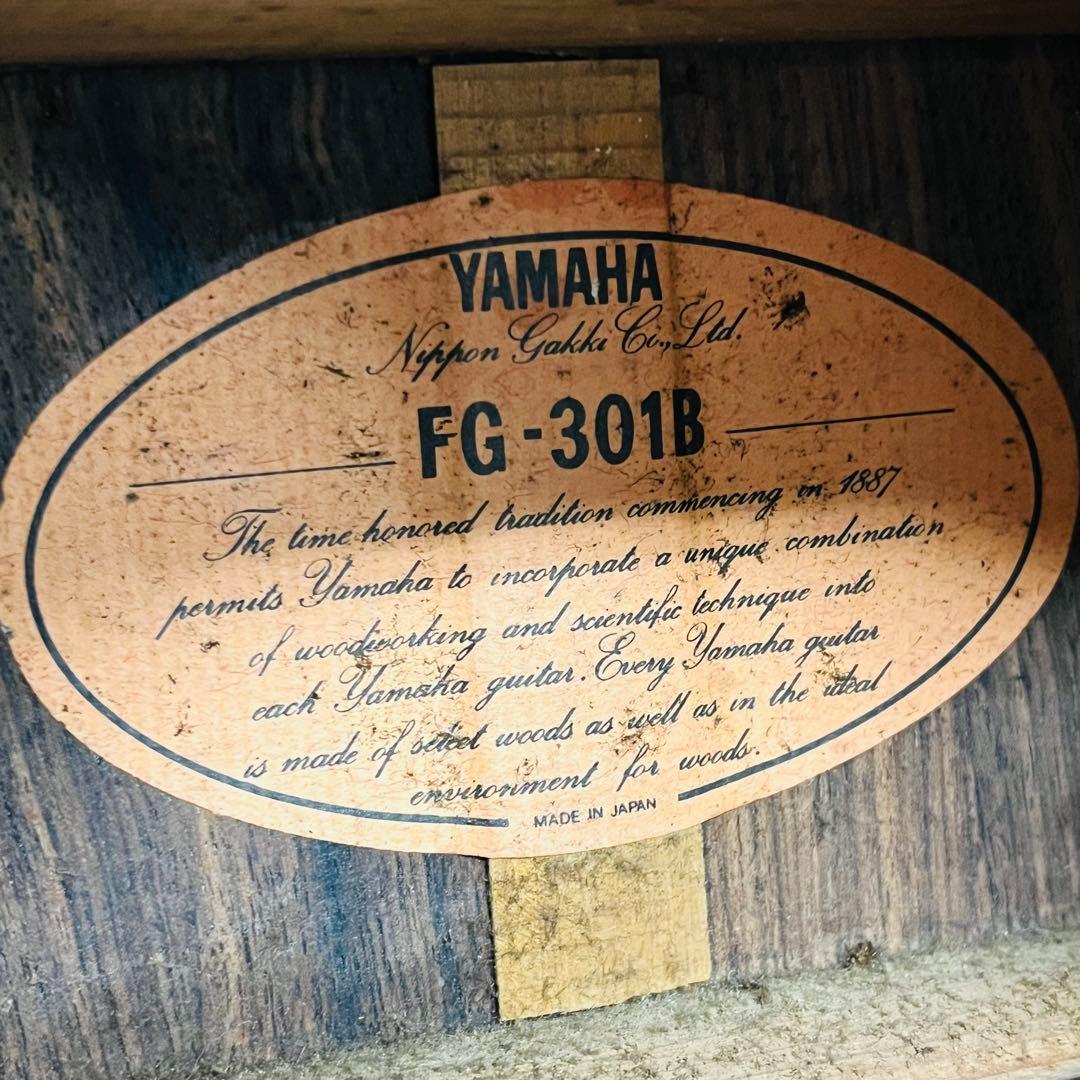 YAMAHA
Nippon Gakki Co., Ltd.
FG-301B
The time-honored tradition commencing in 1887
permits Yamaha to incorporate a unique combination
of woodworking and scientific technique into
each Yamaha guitar. Every Yamaha guitar
is made of select woods as well as in the ideal
environment for woods.
MADE IN JAPAN